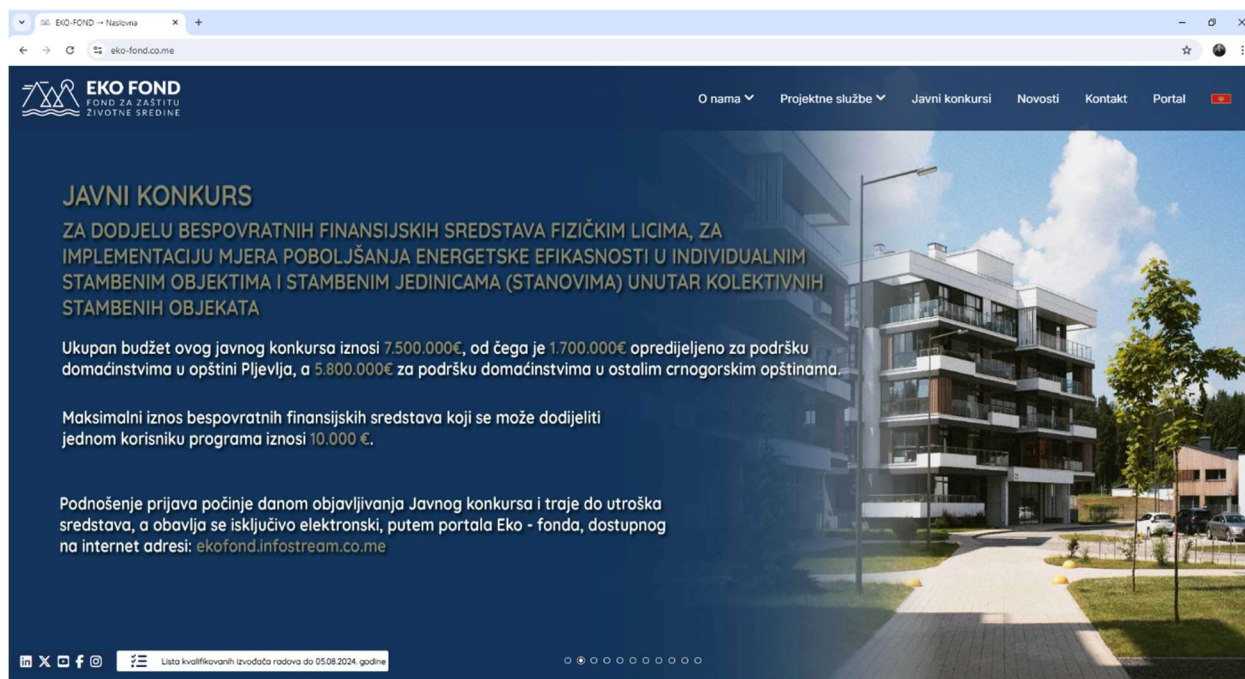 EKO-FOND → Naslovna
eko-fond.co.me
EKO FOND
FOND ZA ZAŠTITU
ŽIVOTNE SREDINE
O nama
Projektne službe
Javni konkursi
Novosti
Kontakt
Portal
JAVNI KONKURS
ZA DODJELU BESPOVRATNIH FINANSIJSKIH SREDSTAVA FIZIČKIM LICIMA, ZA
IMPLEMENTACIJU MJERA POBOLJŠANJA ENERGETSKE EFIKASNOSTI U INDIVIDUALNIM
STAMBENIM OBJEKTIMA I STAMBENIM JEDINICAMA (STANOVIMA) UNUTAR KOLEKTIVNIH
STAMBENIH OBJEKATA
Ukupan budžet ovog javnog konkursa iznosi 7.500.000€, od čega je 1.700.000€ opredijeljeno za podršku
domaćinstvima u opštini Pljevlja, a 5.800.000€ za podršku domaćinstvima u ostalim crnogorskim opštinama.
Maksimalni iznos bespovratnih finansijskih sredstava koji se može dodijeliti
jednom korisniku programa iznosi 10.000 €.
Podnošenje prijava počinje danom objavljivanja Javnog konkursa i traje do utroška
sredstava, a obavlja se isključivo elektronski, putem portala Eko - fonda, dostupnog
na internet adresi: ekofond.infostream.co.me
Lista kvalifikovanih izvođača radova do 05.08.2024. godine